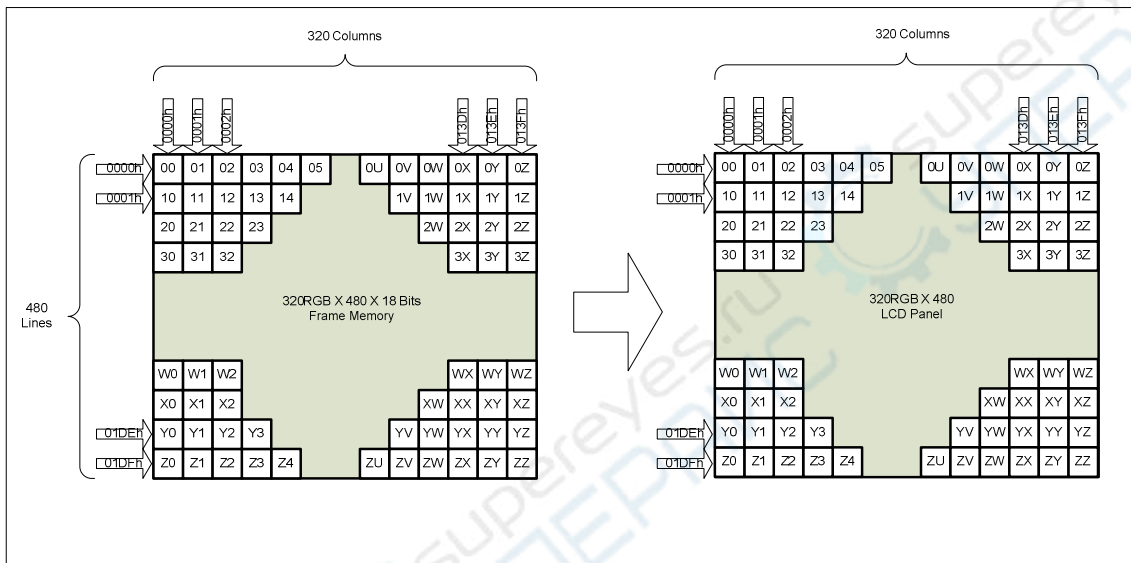 320 Columns
320 Columns
0000h 0001h 0002h 013Dh 013Eh 013Fh
0000h 0001h 0002h 013Dh 013Eh 013Fh
0000h 00 01 02 03 04 05 0U 0V 0W 0X 0Y 0Z
0001h 10 11 12 13 14 1V 1W 1X 1Y 1Z
20 21 22 23 2W 2X 2Y 2Z
30 31 32 3X 3Y 3Z
480
Lines
320RGB X 480 X 18 Bits
Frame Memory
W0 W1 W2 WX WY WZ
X0 X1 X2 XW XX XY XZ
01DEh Y0 Y1 Y2 Y3 YV YW YX YY YZ
01DFh Z0 Z1 Z2 Z3 Z4 ZU ZV ZW ZX ZY ZZ
0000h 00 01 02 03 04 05 0U 0V 0W 0X 0Y 0Z
0001h 10 11 12 13 14 1V 1W 1X 1Y 1Z
20 21 22 23 2W 2X 2Y 2Z
30 31 32 3X 3Y 3Z
320RGB X 480
LCD Panel
W0 W1 W2 WX WY WZ
X0 X1 X2 XW XX XY XZ
01DEh Y0 Y1 Y2 Y3 YV YW YX YY YZ
01DFh Z0 Z1 Z2 Z3 Z4 ZU ZV ZW ZX ZY ZZ
supereyes.ru